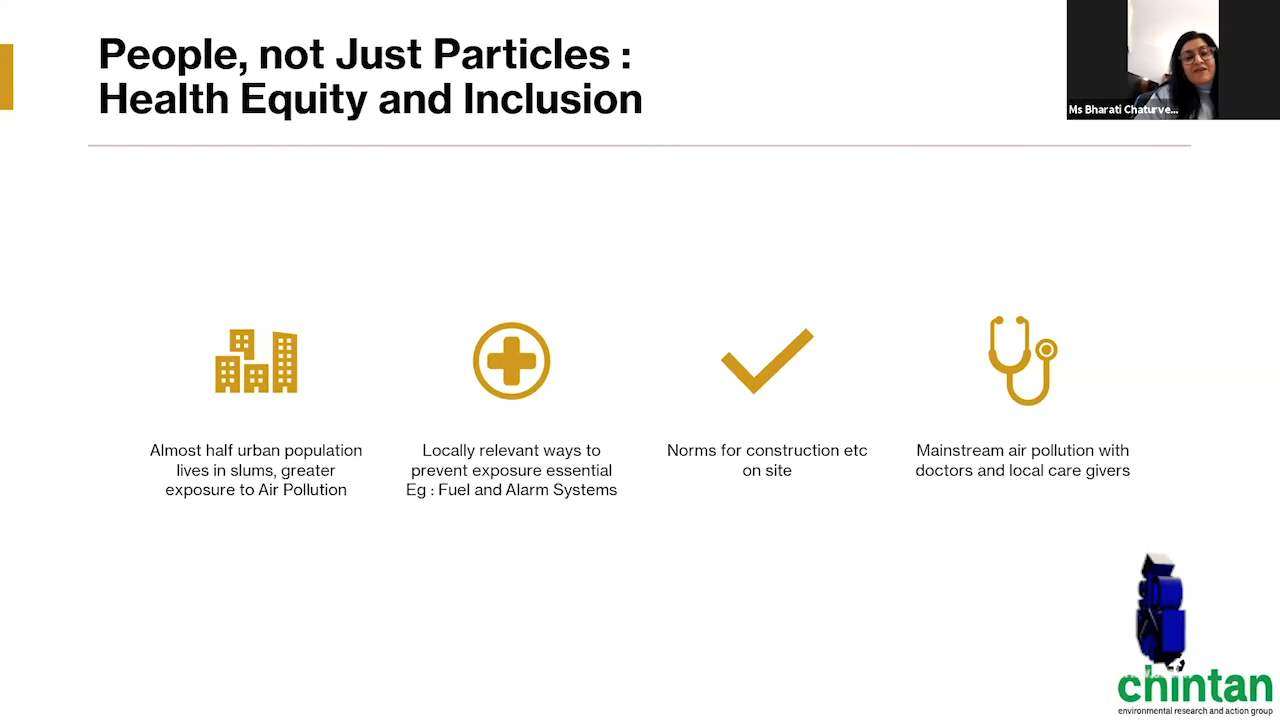 People, not Just Particles :
Health Equity and Inclusion
Ms Bharati Chaturve...
Almost half urban population
lives in slums, greater
exposure to Air Pollution
Locally relevant ways to
prevent exposure essential
Eg : Fuel and Alarm Systems
Norms for construction etc
on site
Mainstream air pollution with
doctors and local care givers
chintan
environmental research and action group